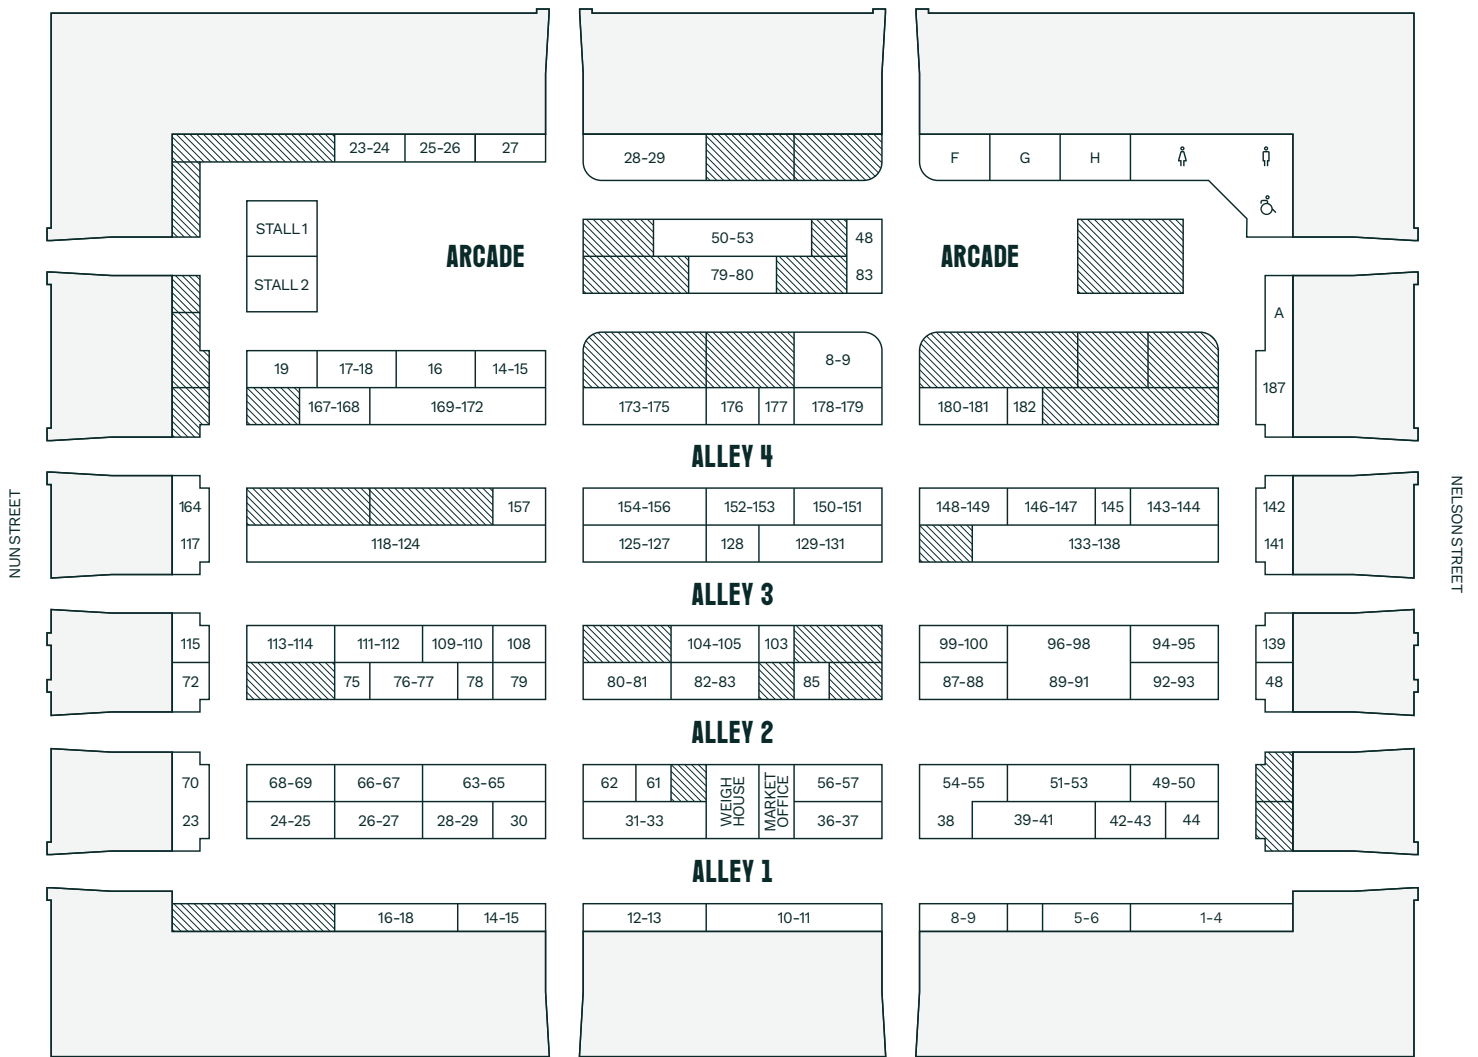 23-24 25-26 27
28-29
F G H
STALL 1
STALL 2
ARCADE
50-53 48
79-80 83
ARCADE
A
19 17-18 16 14-15
8-9
187
167-168 169-172
173-175 176 177 178-179
180-181 182
ALLEY 4
NUN STREET
NELSON STREET
164 157 154-156 152-153 150-151 148-149 146-147 145 143-144 142
117 118-124 125-127 128 129-131 133-138 141
ALLEY 3
115 113-114 111-112 109-110 108 104-105 103 99-100 96-98 94-95 139
72 75 76-77 78 79 80-81 82-83 85 87-88 89-91 92-93 48
ALLEY 2
70 68-69 66-67 63-65 62 61 56-57 54-55 51-53 49-50
WEIGH
HOUSE
MARKET
OFFICE
23 24-25 26-27 28-29 30 31-33 36-37 38 39-41 42-43 44
ALLEY 1
16-18 14-15 12-13 10-11 8-9 5-6 1-4